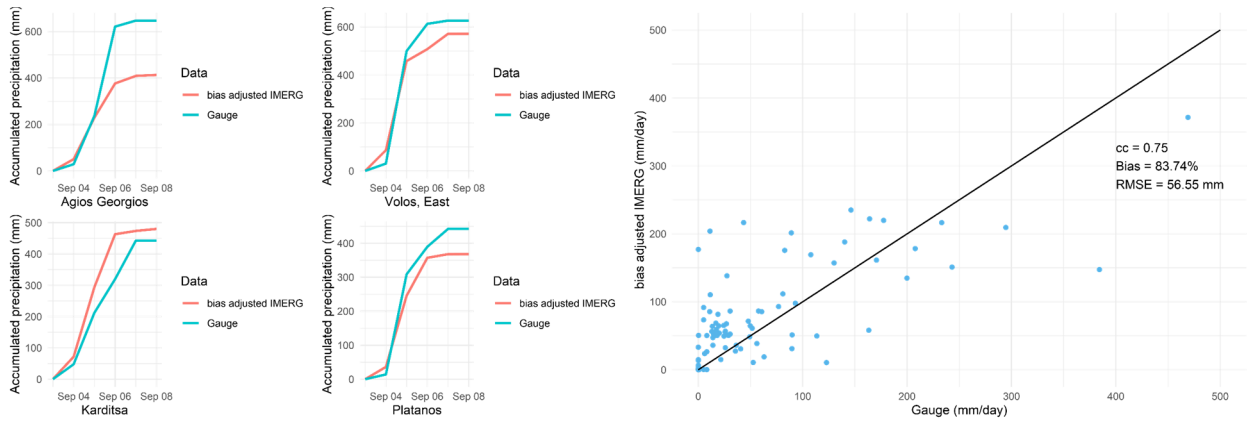 Accumulated precipitation (mm)
600
400
200
0
Sep 04 Sep 06 Sep 08
Agios Georgios
Data
bias adjusted IMERG
Gauge
Accumulated precipitation (mm)
600
400
200
0
Sep 04 Sep 06 Sep 08
Volos, East
Data
bias adjusted IMERG
Gauge
Accumulated precipitation (mm)
500
400
300
200
100
0
Sep 04 Sep 06 Sep 08
Karditsa
Data
bias adjusted IMERG
Gauge
Accumulated precipitation (mm)
400
300
200
100
0
Sep 04 Sep 06 Sep 08
Platanos
Data
bias adjusted IMERG
Gauge
bias adjusted IMERG (mm/day)
500
400
300
200
100
0
cc = 0.75
Bias = 83.74%
RMSE = 56.55 mm
0 100 200 300 400 500
Gauge (mm/day)